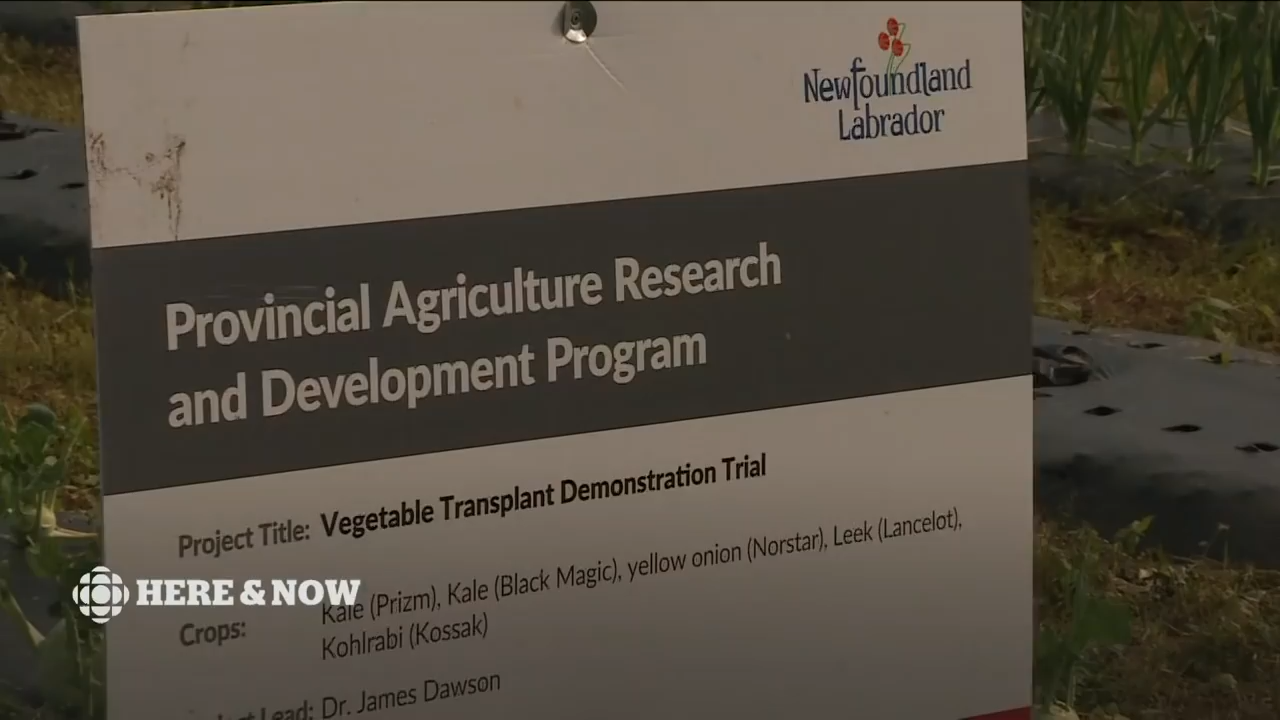 Newfoundland
Labrador
Provincial Agriculture Research
and Development Program
Project Title: Vegetable Transplant Demonstration Trial
HERE & NOW
Crops: Kale (Prizm), Kale (Black Magic), yellow onion (Norstar), Leek (Lancelot),
Kohlrabi (Kossak)
Lead: Dr. James Dawson